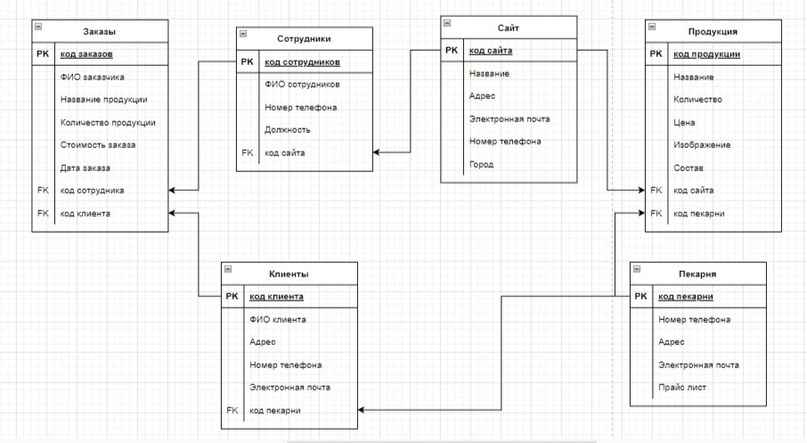 Заказы
PK код заказов
ФИО заказчика
Название продукции
Количество продукции
Стоимость заказа
Дата заказа
FK код сотрудника
FK код клиента
Сотрудники
PK код сотрудников
ФИО сотрудников
Номер телефона
Должность
FK код сайта
Сайт
PK код сайта
Название
Адрес
Электронная почта
Номер телефона
Город
Продукция
PK код продукции
Название
Количество
Цена
Изображение
Состав
FK код сайта
FK код пекарни
Клиенты
PK код клиента
ФИО клиента
Адрес
Номер телефона
Электронная почта
FK код пекарни
Пекарня
PK код пекарни
Номер телефона
Адрес
Электронная почта
Прайс лист